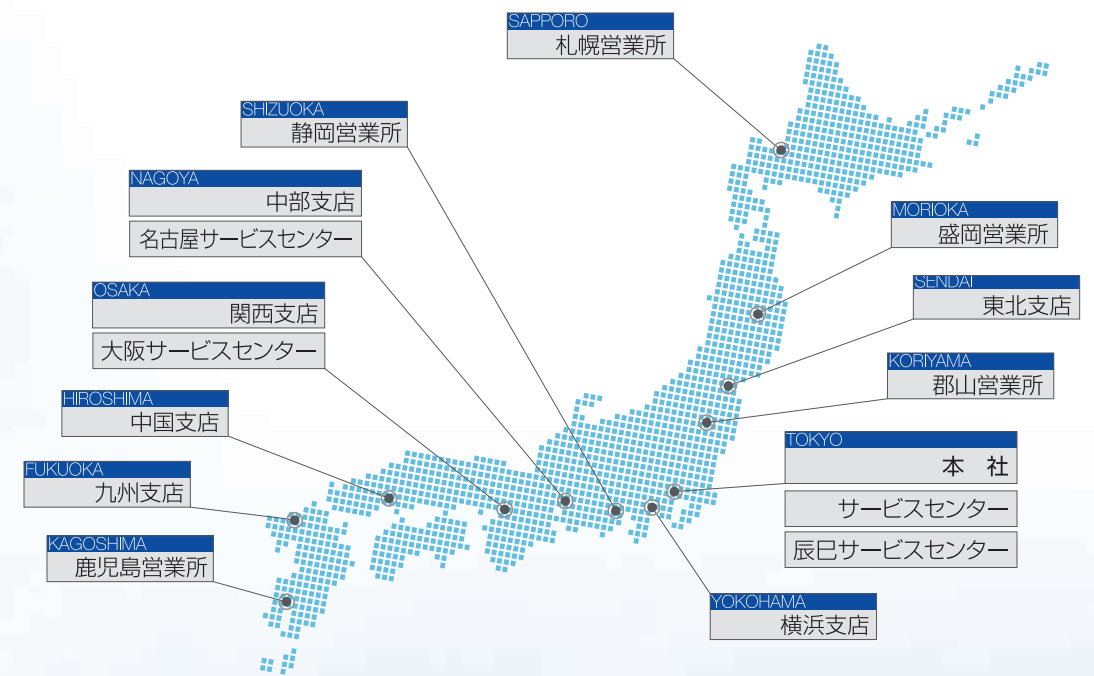 SAPPORO
札幌営業所
SHIZUOKA
静岡営業所
NAGOYA
中部支店
名古屋サービスセンター
OSAKA
関西支店
大阪サービスセンター
HIROSHIMA
中国支店
FUKUOKA
九州支店
KAGOSHIMA
鹿児島営業所
MORIOKA
盛岡営業所
SENDAI
東北支店
KORIYAMA
郡山営業所
TOKYO
本　社
サービスセンター
辰巳サービスセンター
YOKOHAMA
横浜支店